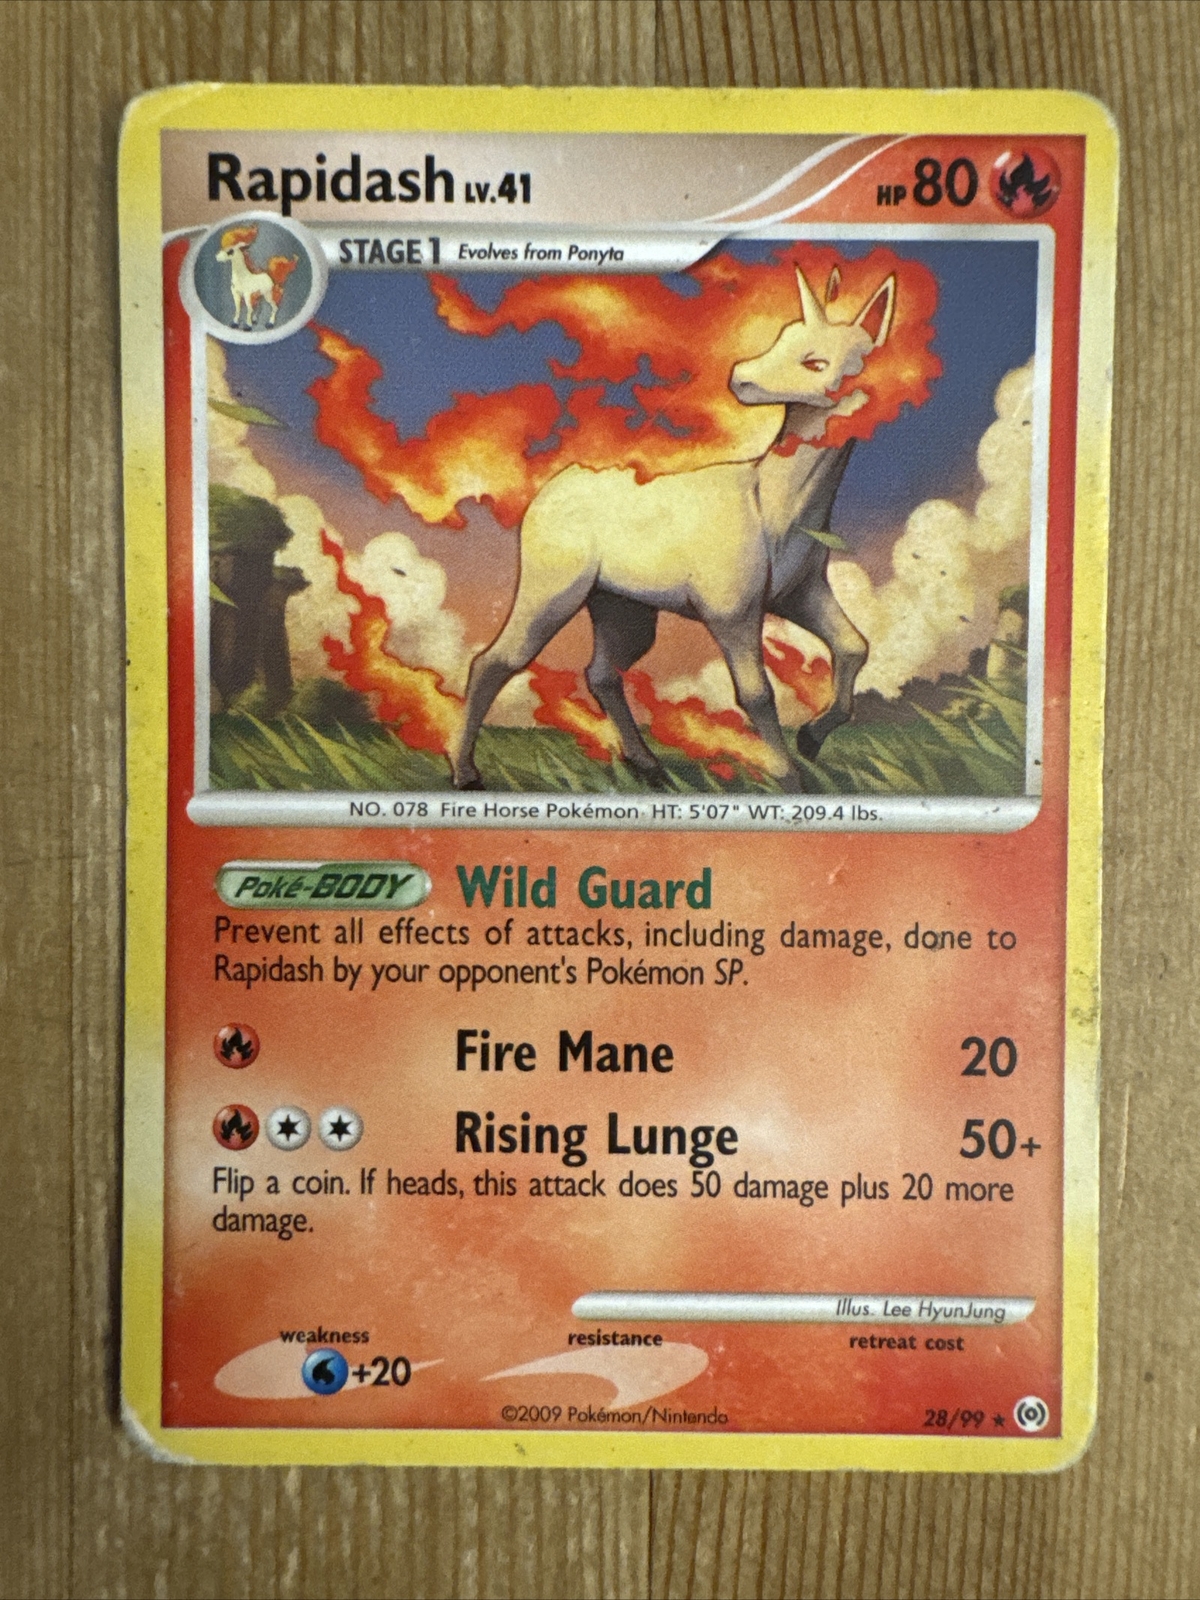 Rapidash LV.41
HP 80
STAGE 1 Evolves from Ponyta
NO. 078 Fire Horse Pokémon HT: 5'07" WT: 209.4 lbs.
Poké-BODY Wild Guard
Prevent all effects of attacks, including damage, done to
Rapidash by your opponent's Pokémon SP.
Fire Mane 20
Rising Lunge 50+
Flip a coin. If heads, this attack does 50 damage plus 20 more
damage.
Illus. Lee HyunJung
weakness resistance retreat cost
+20
©2009 Pokémon/Nintendo 28/99 ★